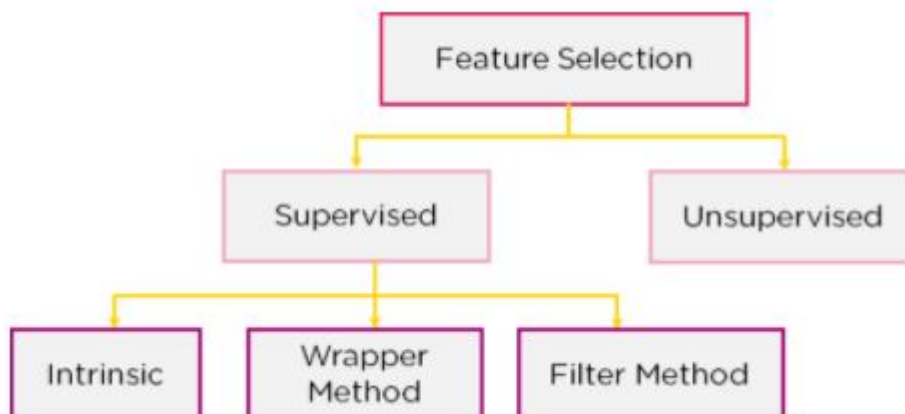 Feature Selection
Supervised
Unsupervised
Intrinsic
Wrapper
Method
Filter Method